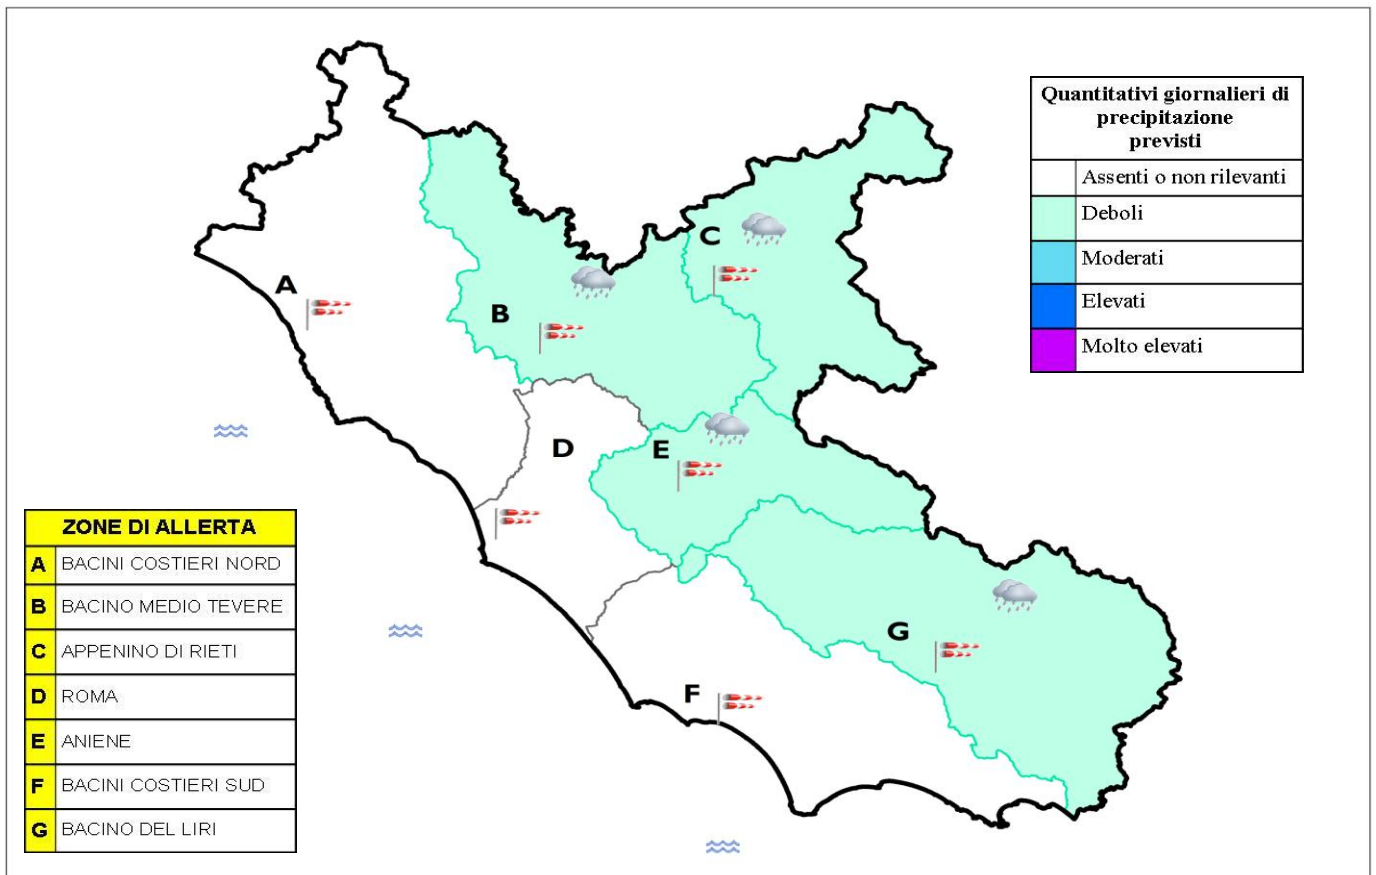 Quantitativi giornalieri di
precipitazione
previsti
Assenti o non rilevanti
Deboli
Moderati
Elevati
Molto elevati
C
A
B
D
E
G
F
ZONE DI ALLERTA
A BACINI COSTIERI NORD
B BACINO MEDIO TEVERE
C APPENINO DI RIETI
D ROMA
E ANIENE
F BACINI COSTIERI SUD
G BACINO DEL LIRI